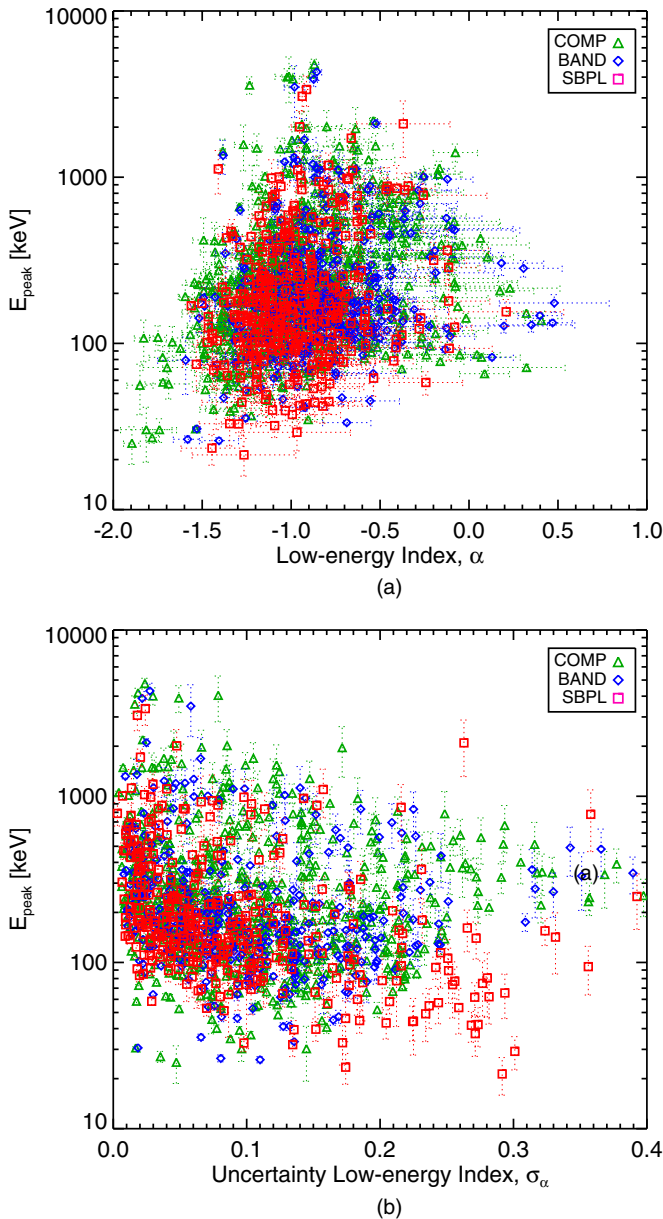 10000
1000
100
10
E_peak [keV]
COMP
BAND
SBPL
-2.0 -1.5 -1.0 -0.5 0.0 0.5 1.0
Low-energy Index, α
(a)
10000
1000
100
10
E_peak [keV]
COMP
BAND
SBPL
(a)
0.0 0.1 0.2 0.3 0.4
Uncertainty Low-energy Index, σ_α
(b)